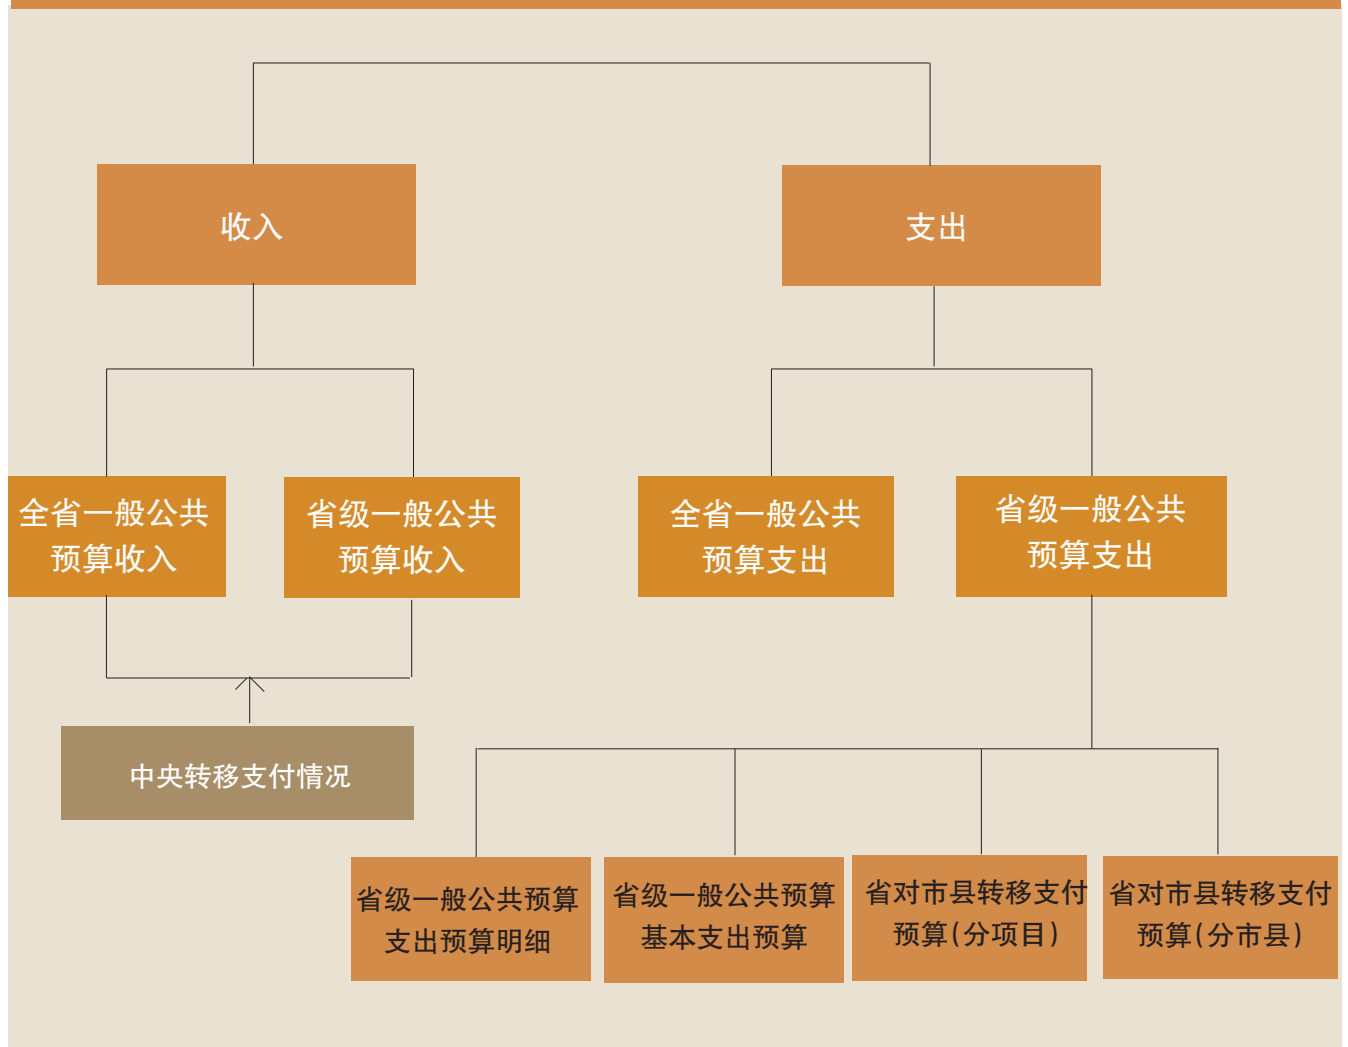 收入
支出
全省一般公共
预算收入
省级一般公共
预算收入
全省一般公共
预算支出
省级一般公共
预算支出
中央转移支付情况
省级一般公共预算
支出预算明细
省级一般公共预算
基本支出预算
省对市县转移支付
预算(分项目)
省对市县转移支付
预算(分市县)